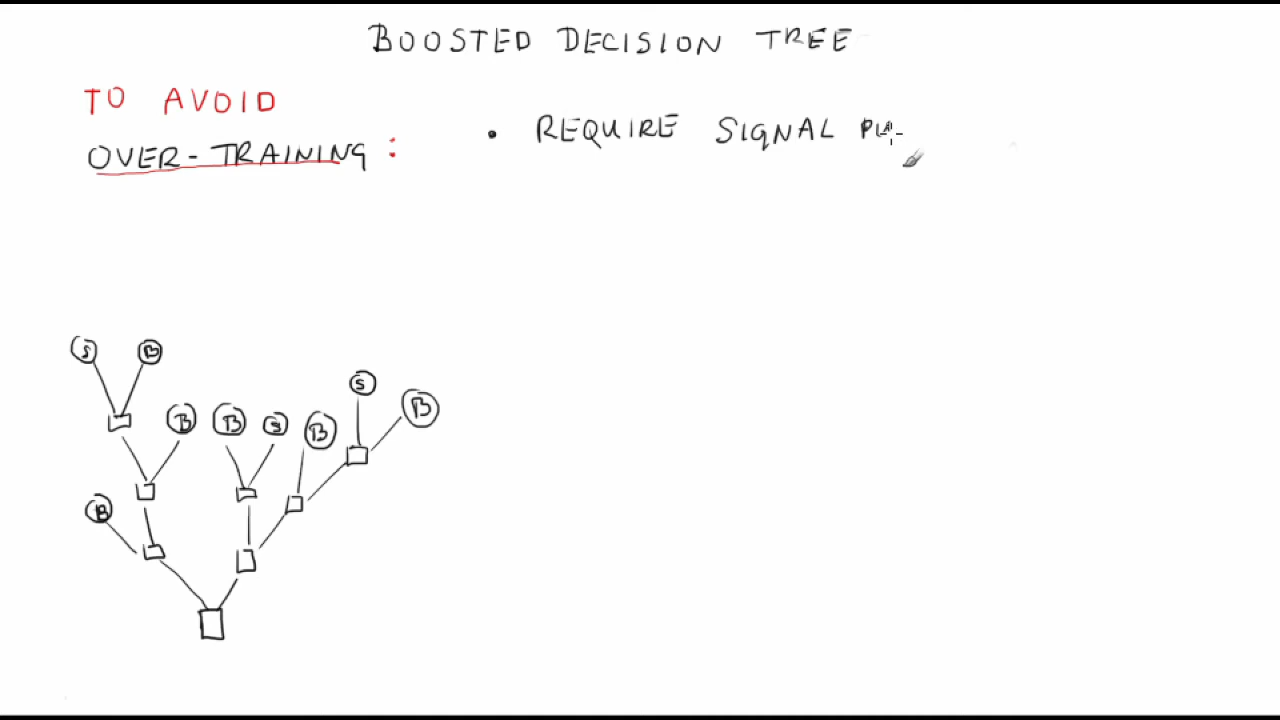 BOOSTED DECISION TREE
TO AVOID
OVER-TRAINING :
• REQUIRE SIGNAL
S B
S
B B S B B
B